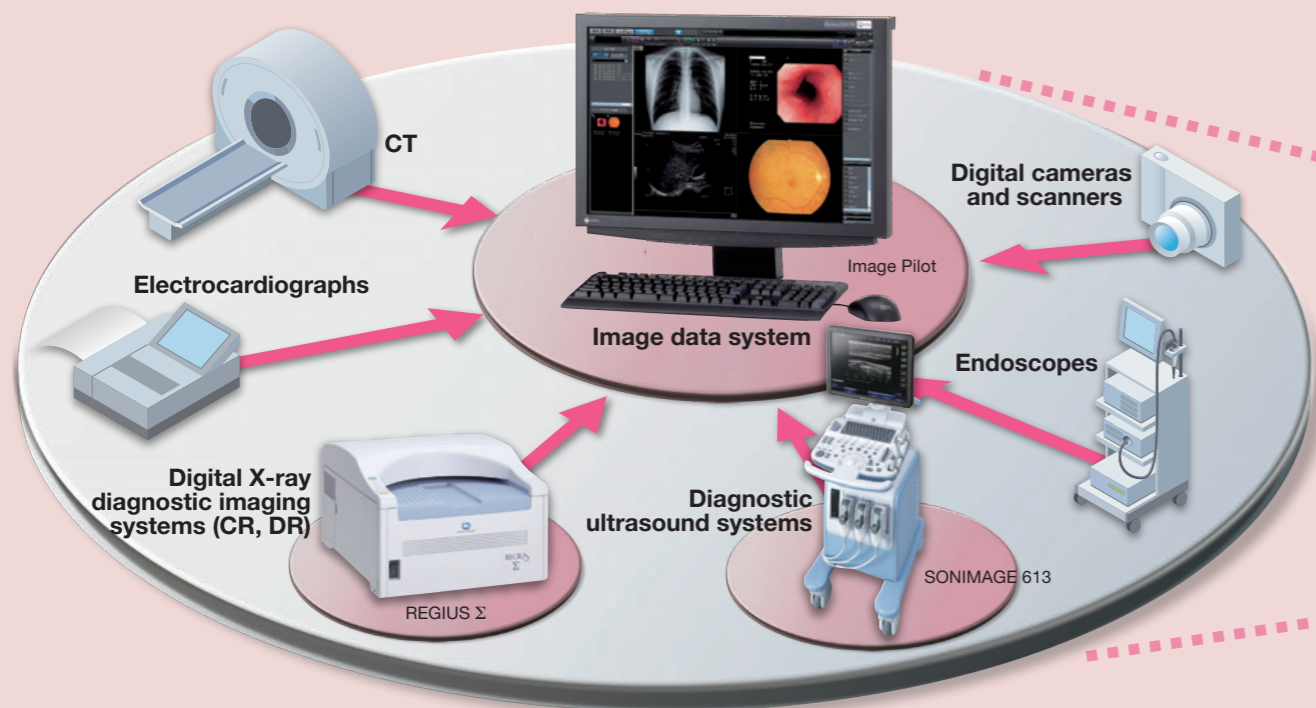 CT
Digital cameras
and scanners
Image Pilot
Electrocardiographs
Image data system
Endoscopes
Digital X-ray
diagnostic imaging
systems (CR, DR)
Diagnostic
ultrasound systems
REGIUS Σ
SONIMAGE 613